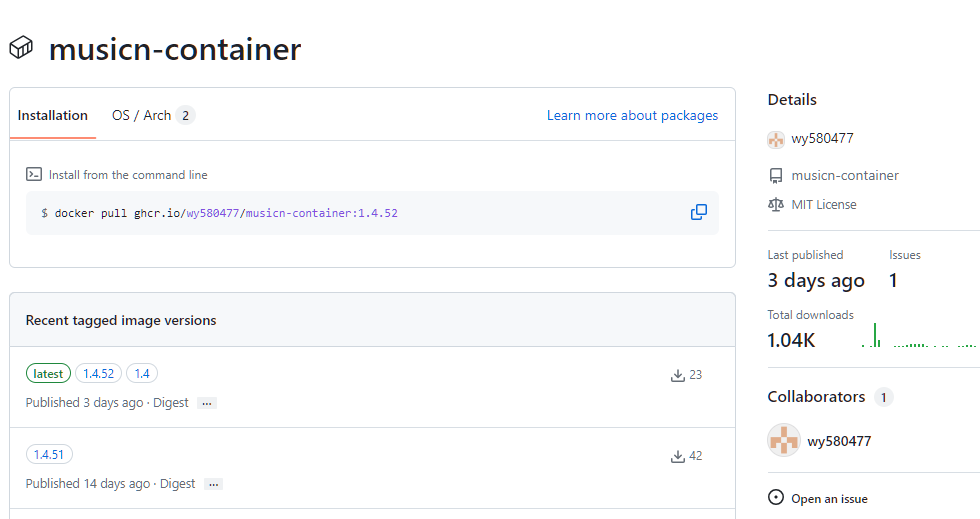 musicn-container
Installation
OS / Arch 2
Learn more about packages
Install from the command line
$ docker pull ghcr.io/wy580477/musicn-container:1.4.52
Recent tagged image versions
latest 1.4.52 1.4
23
Published 3 days ago · Digest ...
1.4.51
42
Published 14 days ago · Digest ...
Details
wy580477
musicn-container
MIT License
Last published
3 days ago
Issues
1
Total downloads
1.04K
Collaborators 1
wy580477
Open an issue